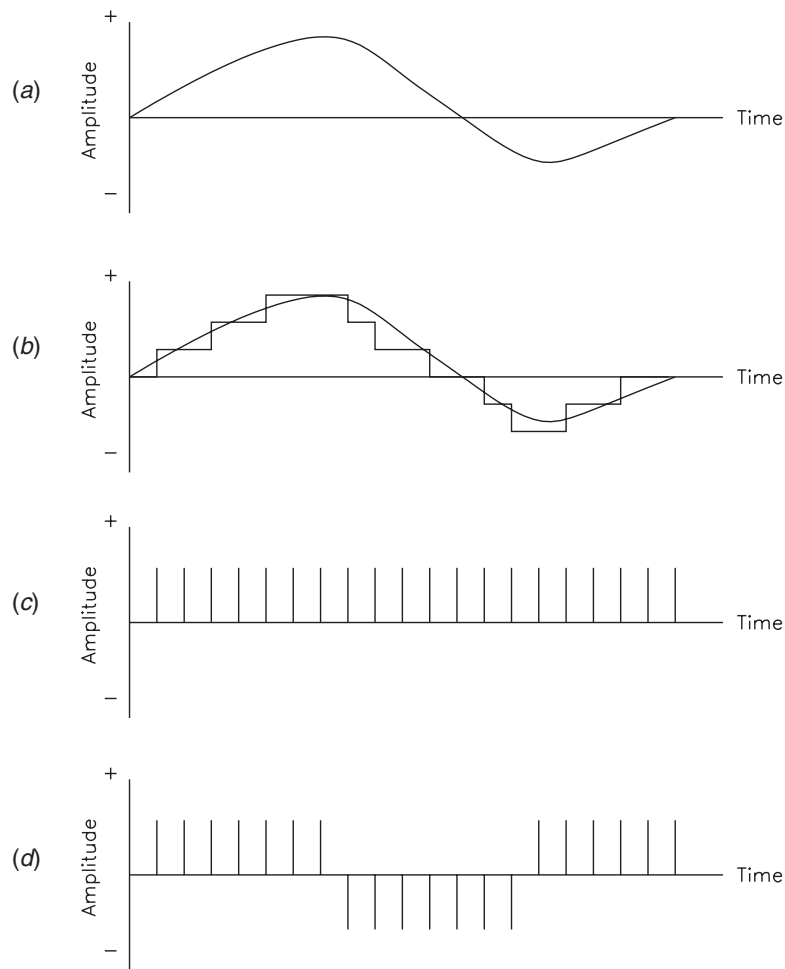 +
(a)
Amplitude
Time
–
+
(b)
Amplitude
Time
–
+
(c)
Amplitude
Time
–
+
(d)
Amplitude
Time
–